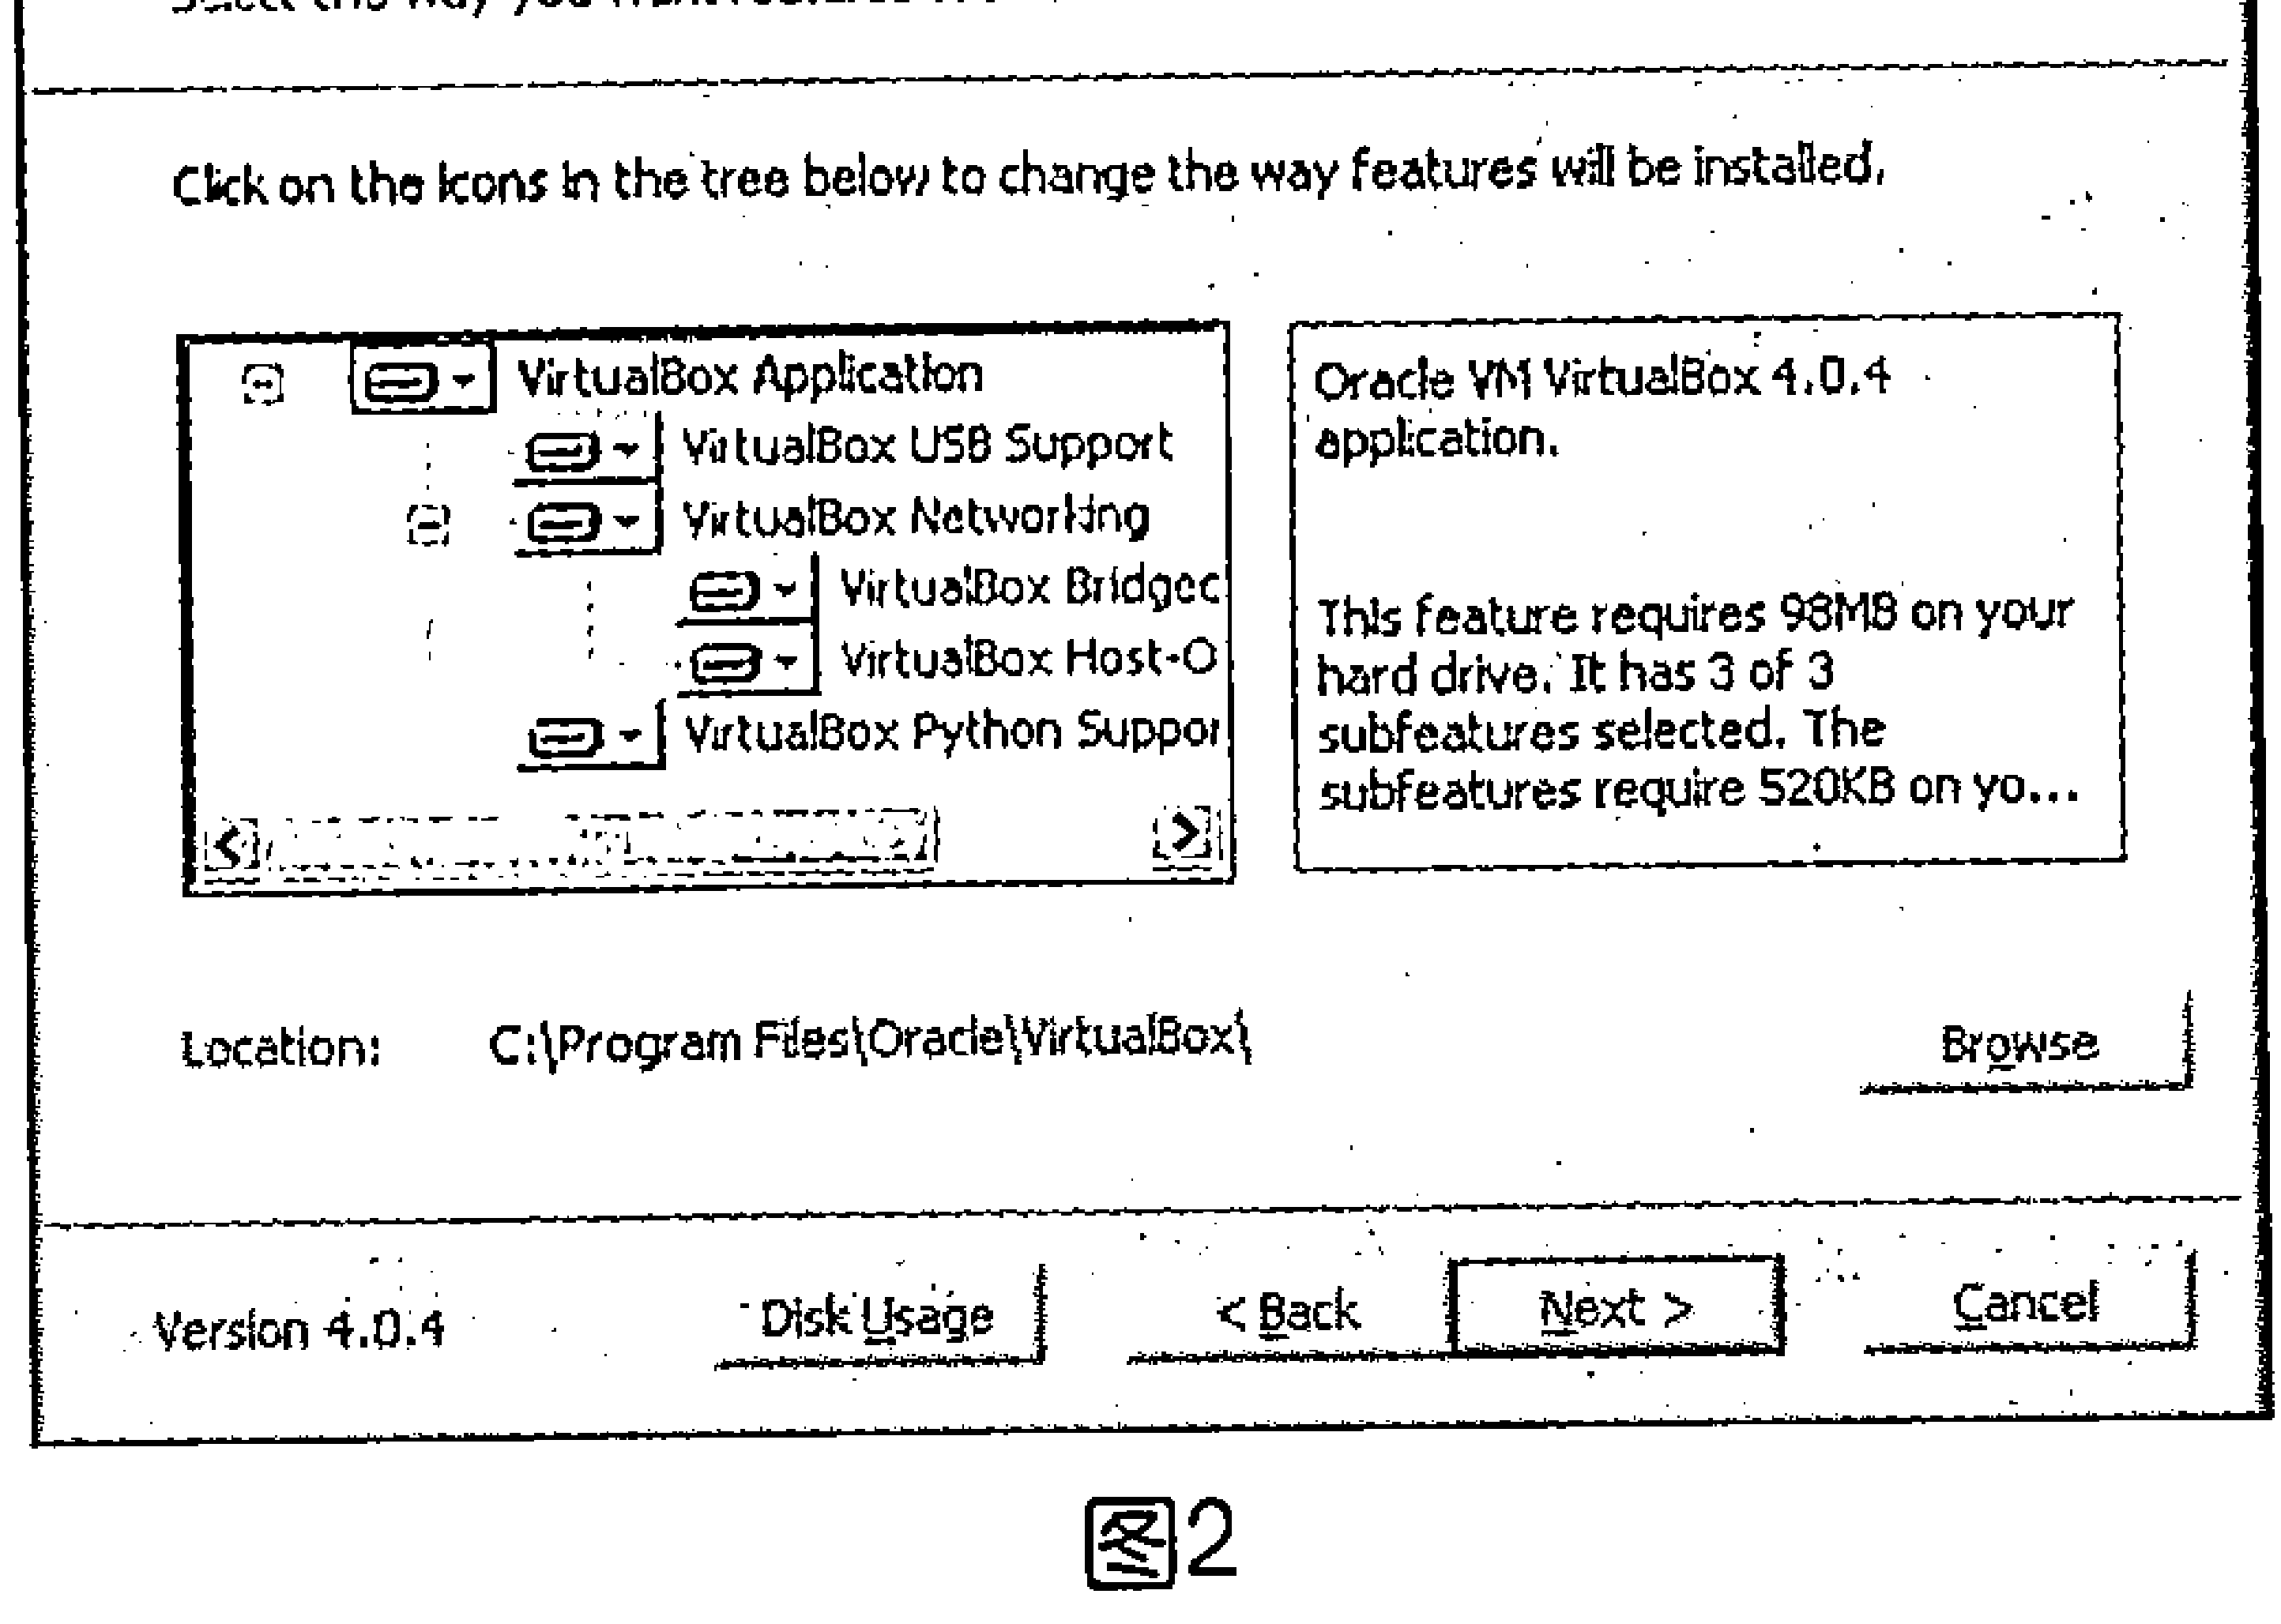 Click on the icons in the tree below to change the way features will be installed.
VirtualBox Application
VirtualBox USB Support
VirtualBox Networking
VirtualBox Bridged
VirtualBox Host-O
VirtualBox Python Suppor
Oracle VM VirtualBox 4.0.4
application.
This feature requires 98MB on your
hard drive. It has 3 of 3
subfeatures selected. The
subfeatures require 520KB on yo...
Location: C:\Program Files\Oracle\VirtualBox\
Browse
Version 4.0.4
Disk Usage
< Back
Next >
Cancel
图2